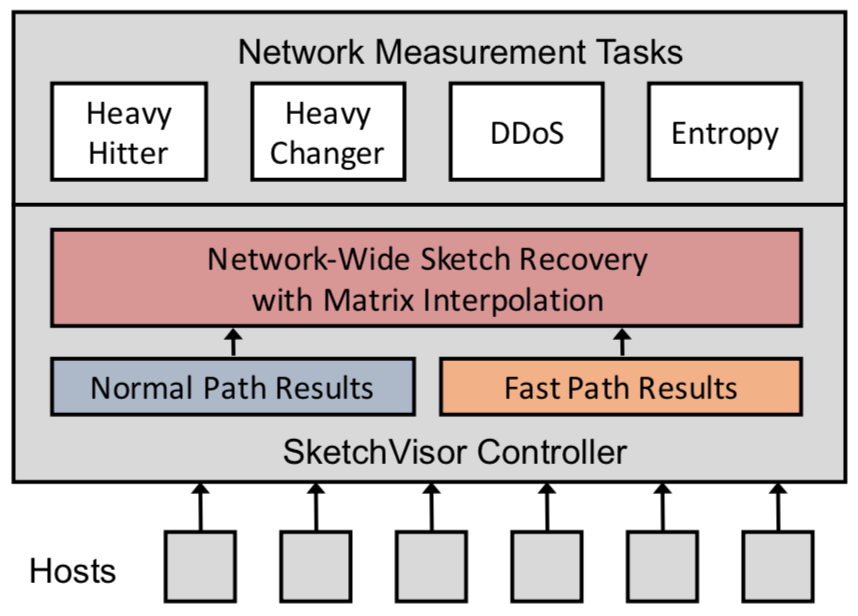 Network Measurement Tasks
Heavy
Hitter
Heavy
Changer
DDoS
Entropy
Network-Wide Sketch Recovery
with Matrix Interpolation
Normal Path Results
Fast Path Results
SketchVisor Controller
Hosts